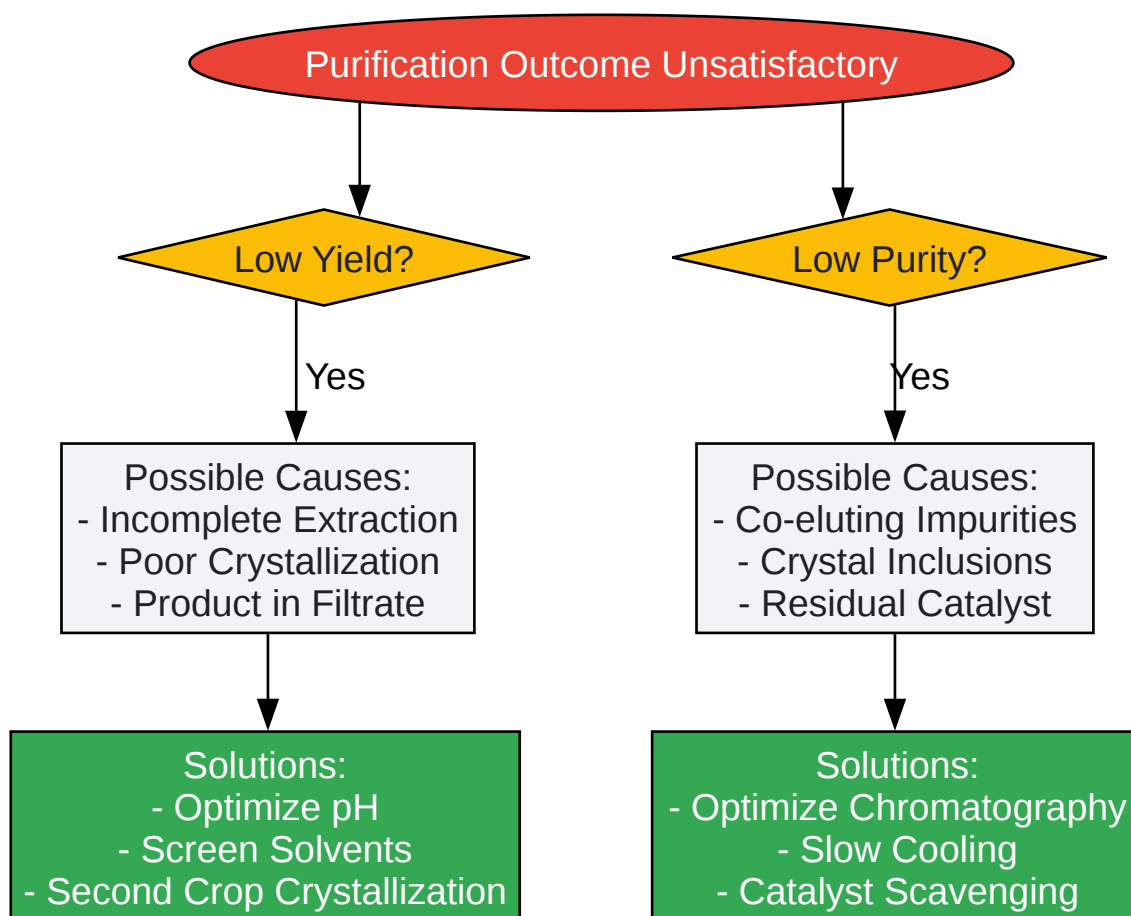 Purification Outcome Unsatisfactory
Low Yield?
Low Purity?
Yes
Yes
Possible Causes:
- Incomplete Extraction
- Poor Crystallization
- Product in Filtrate
Possible Causes:
- Co-eluting Impurities
- Crystal Inclusions
- Residual Catalyst
Solutions:
- Optimize pH
- Screen Solvents
- Second Crop Crystallization
Solutions:
- Optimize Chromatography
- Slow Cooling
- Catalyst Scavenging